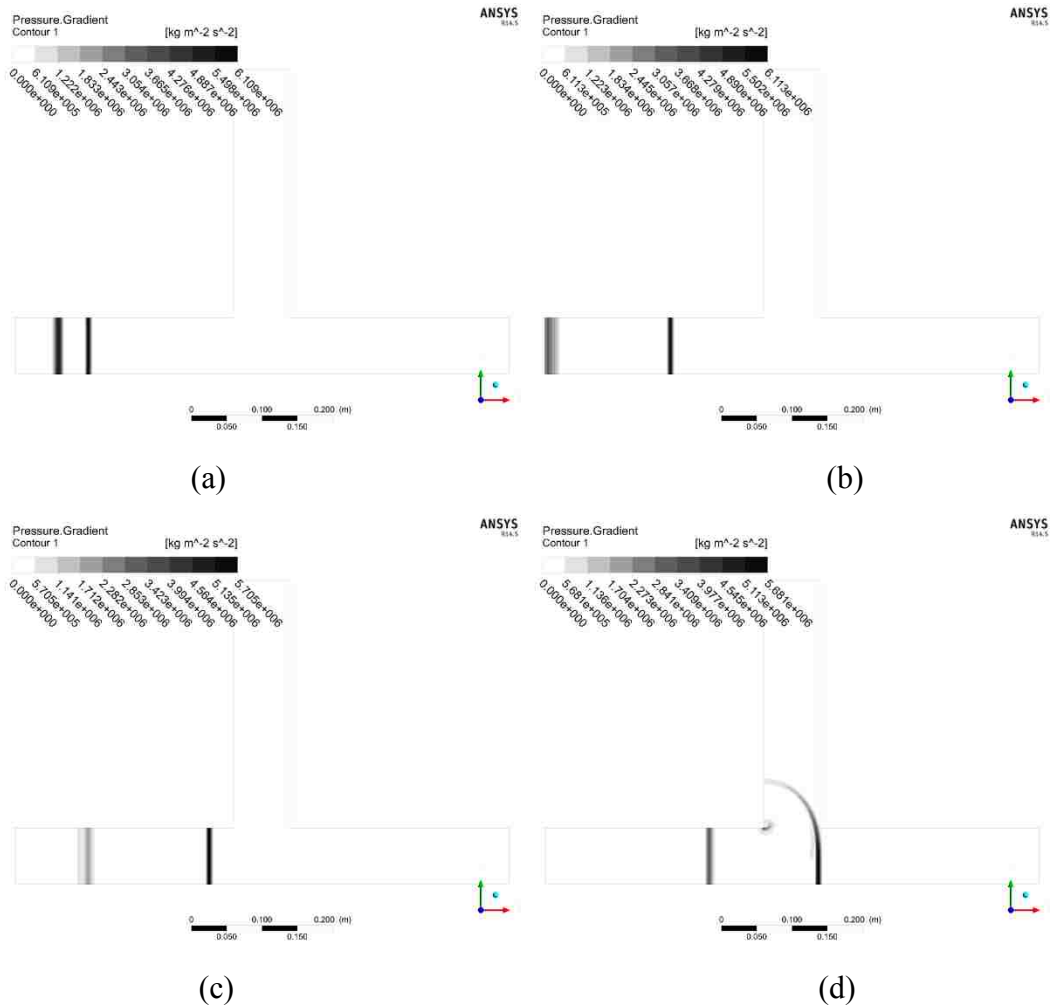 Pressure.Gradient
Contour 1
[kg m^-2 s^-2]
ANSYS
R14.5
6.109e+006
5.498e+006
4.887e+006
4.276e+006
3.665e+006
3.054e+006
2.443e+006
1.833e+006
1.222e+006
6.109e+005
0.000e+000
0 0.100 0.200 (m)
0.050 0.150
(a)
Pressure.Gradient
Contour 1
[kg m^-2 s^-2]
ANSYS
R14.5
6.113e+006
5.502e+006
4.890e+006
4.279e+006
3.668e+006
3.057e+006
2.445e+006
1.834e+006
1.223e+006
6.113e+005
0.000e+000
0 0.100 0.200 (m)
0.050 0.150
(b)
Pressure.Gradient
Contour 1
[kg m^-2 s^-2]
ANSYS
R14.5
5.705e+006
5.135e+006
4.564e+006
3.994e+006
3.423e+006
2.853e+006
2.282e+006
1.712e+006
1.141e+006
5.705e+005
0.000e+000
0 0.100 0.200 (m)
0.050 0.150
(c)
Pressure.Gradient
Contour 1
[kg m^-2 s^-2]
ANSYS
R14.5
5.681e+006
5.113e+006
4.545e+006
3.977e+006
3.409e+006
2.841e+006
2.273e+006
1.704e+006
1.136e+006
5.681e+005
0.000e+000
0 0.100 0.200 (m)
0.050 0.150
(d)